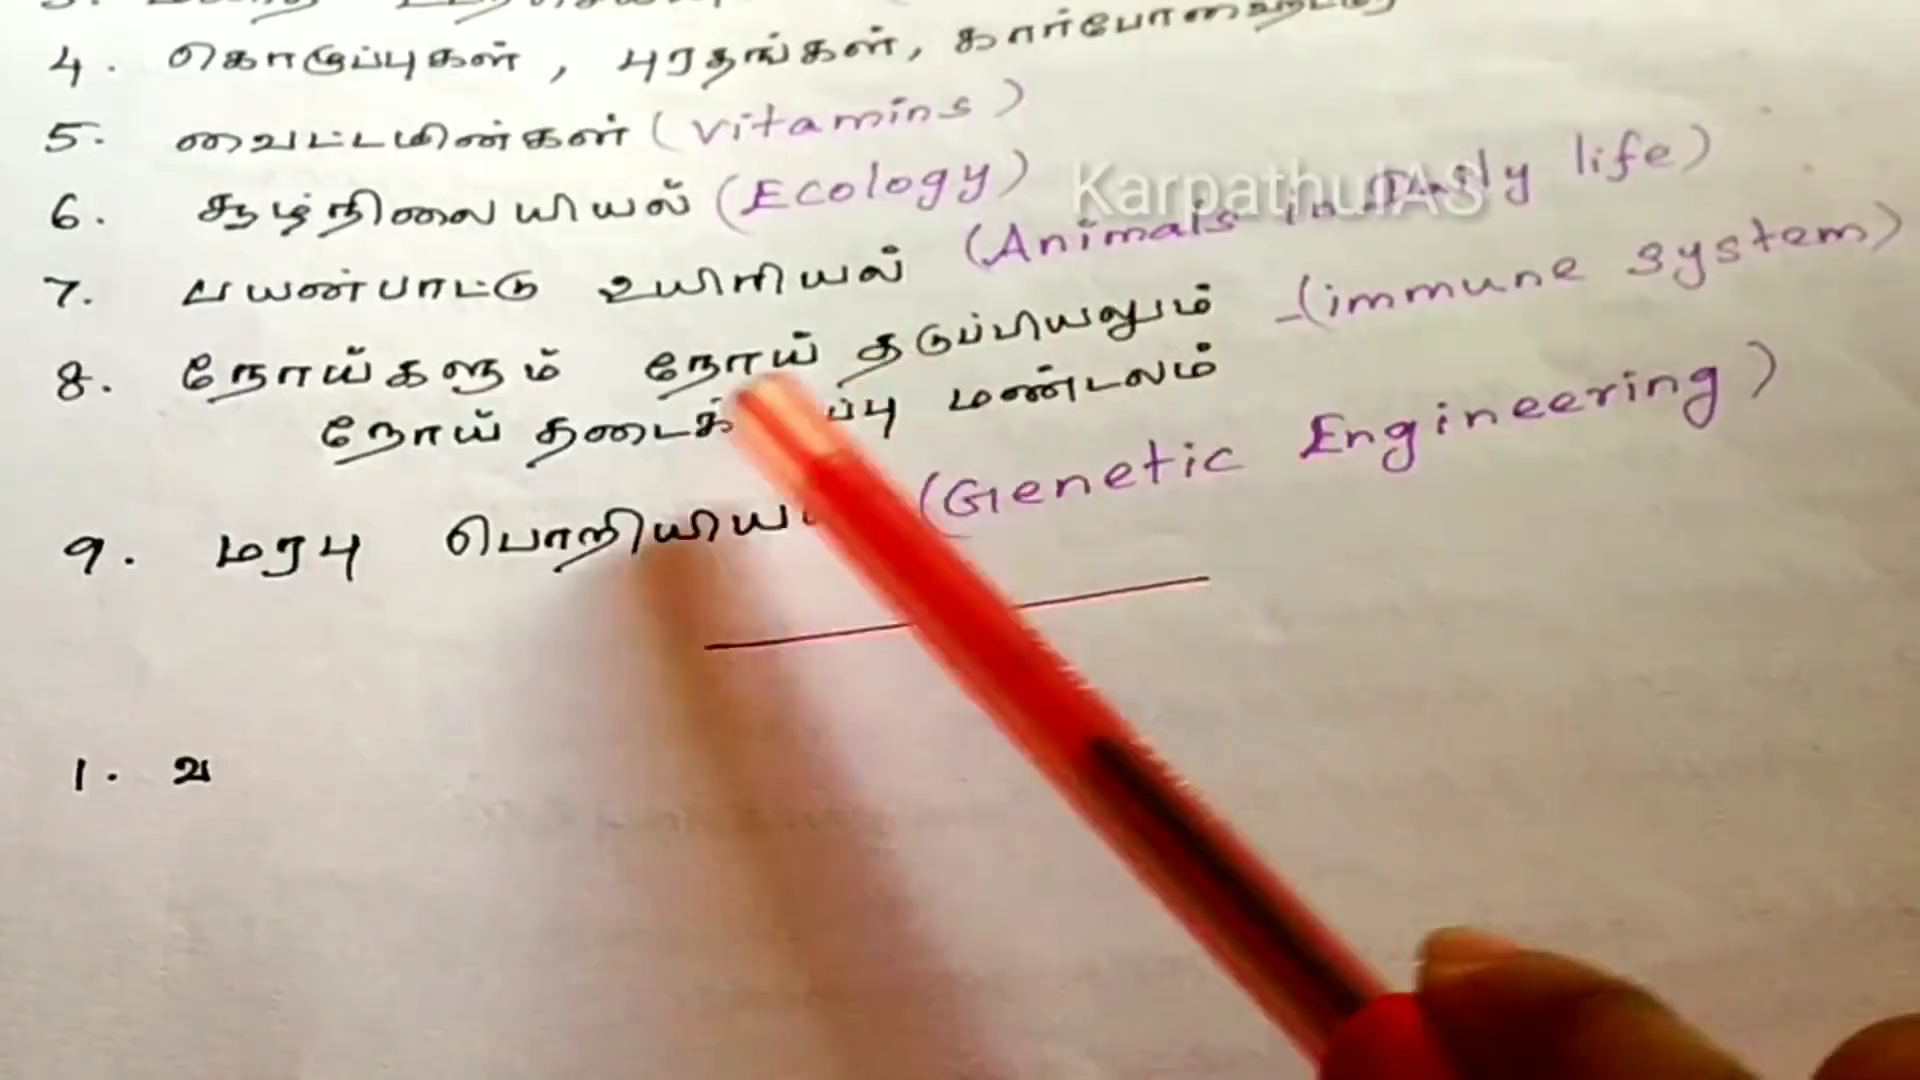 4. கொழுப்புகள், புரதங்கள், கார்போஹைட்ரே
5. வைட்டமின்கள் (Vitamins)
6. சூழ்நிலையியல் (Ecology)
KarpathuIAS
7. பயன்பாட்டு உயிரியல் (Animals in Daily life)
8. நோய்களும் நோய் தடுப்பியலும் (immune system)
நோய் தடைக் ப்பு மண்டலம்
9. மரபு (Genetic Engineering)
1. வ